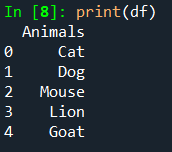 In [8]: print(df)
  Animals
0     Cat
1     Dog
2   Mouse
3    Lion
4    Goat